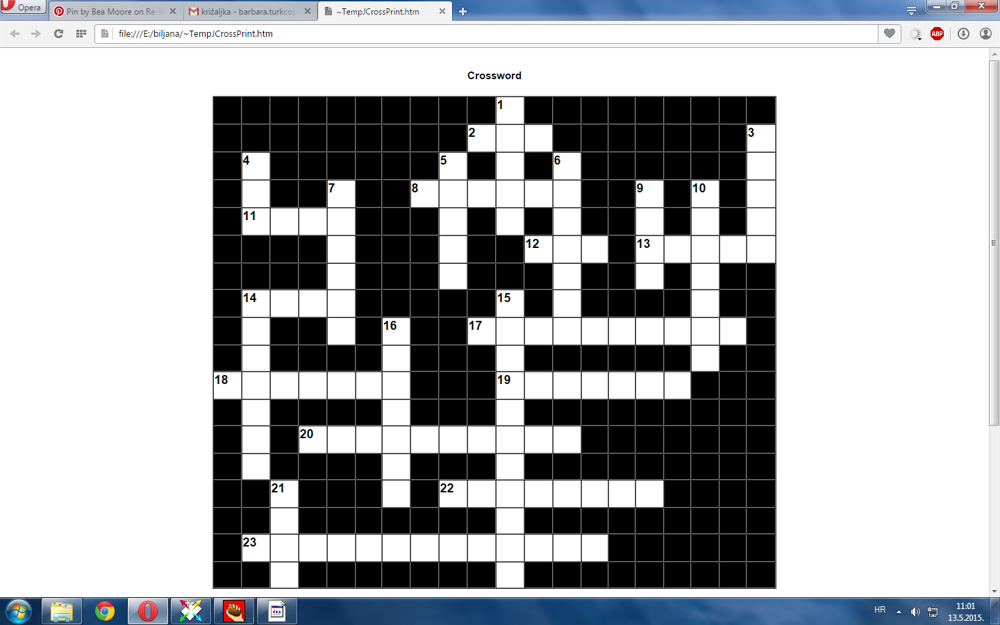 Opera
Pin by Bea Moore on Re-f
križaljka - barbara.turkcop
~TempJCrossPrint.htm
file:///E:/biljana/~TempJCrossPrint.htm
ABP
Crossword
1
2 3
4 5 6
7 8 9 10
11
12 13
14 15
16 17
18 19
20
21 22
23
HR
11:01
13.5.2015.